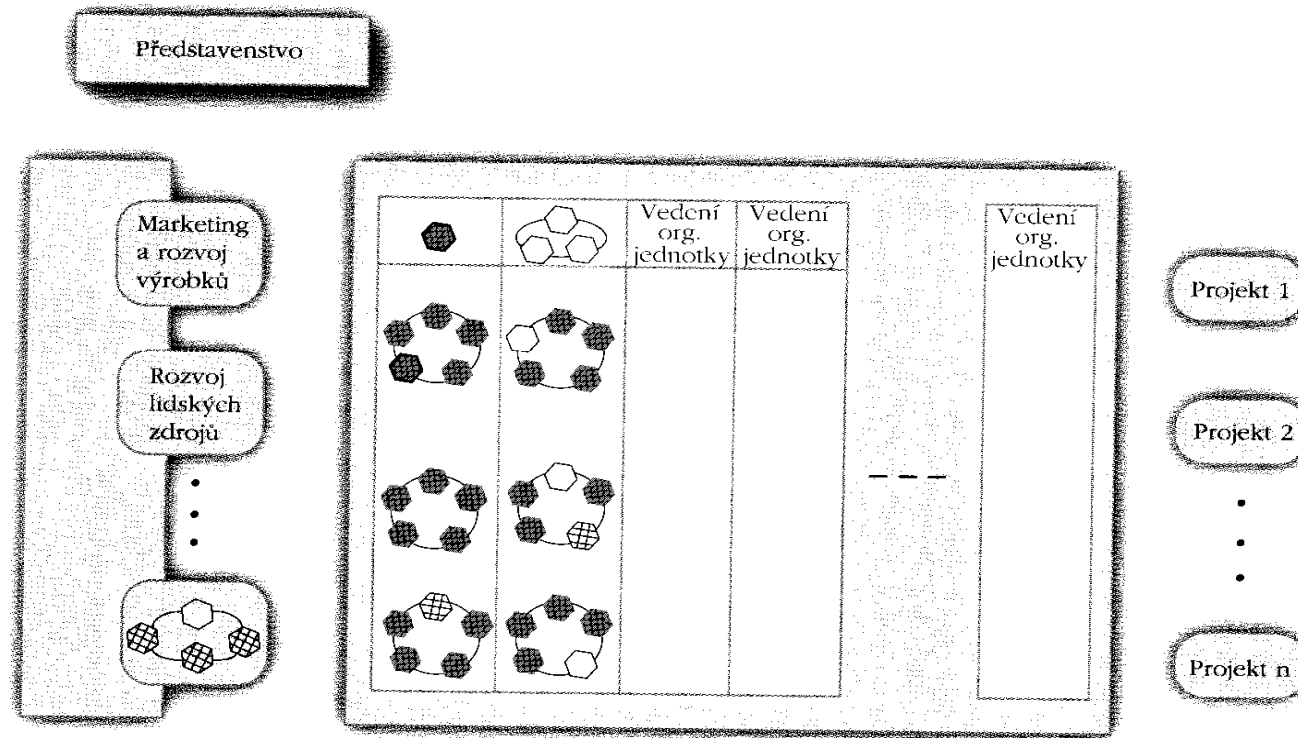 Představenstvo
Marketing
a rozvoj
výrobků
Rozvoj
lidských
zdrojů
Vedení
org.
jednotky
Vedení
org.
jednotky
Vedení
org.
jednotky
Projekt 1
Projekt 2
Projekt n